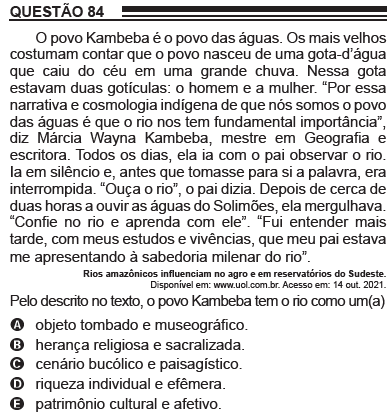 QUESTÃO 84
O povo Kambeba é o povo das águas. Os mais velhos
costumam contar que o povo nasceu de uma gota-d’água
que caiu do céu em uma grande chuva. Nessa gota
estavam duas gotículas: o homem e a mulher. “Por essa
narrativa e cosmologia indígena de que nós somos o povo
das águas é que o rio nos tem fundamental importância”,
diz Márcia Wayna Kambeba, mestre em Geografia e
escritora. Todos os dias, ela ia com o pai observar o rio.
Ia em silêncio e, antes que tomasse para si a palavra, era
interrompida. “Ouça o rio”, o pai dizia. Depois de cerca de
duas horas a ouvir as águas do Solimões, ela mergulhava.
“Confie no rio e aprenda com ele”. “Fui entender mais
tarde, com meus estudos e vivências, que meu pai estava
me apresentando à sabedoria milenar do rio”.
Rios amazônicos influenciam no agro e em reservatórios do Sudeste.
Disponível em: www.uol.com.br. Acesso em: 14 out. 2021.
Pelo descrito no texto, o povo Kambeba tem o rio como um(a)
A objeto tombado e museográfico.
B herança religiosa e sacralizada.
C cenário bucólico e paisagístico.
D riqueza individual e efêmera.
E patrimônio cultural e afetivo.